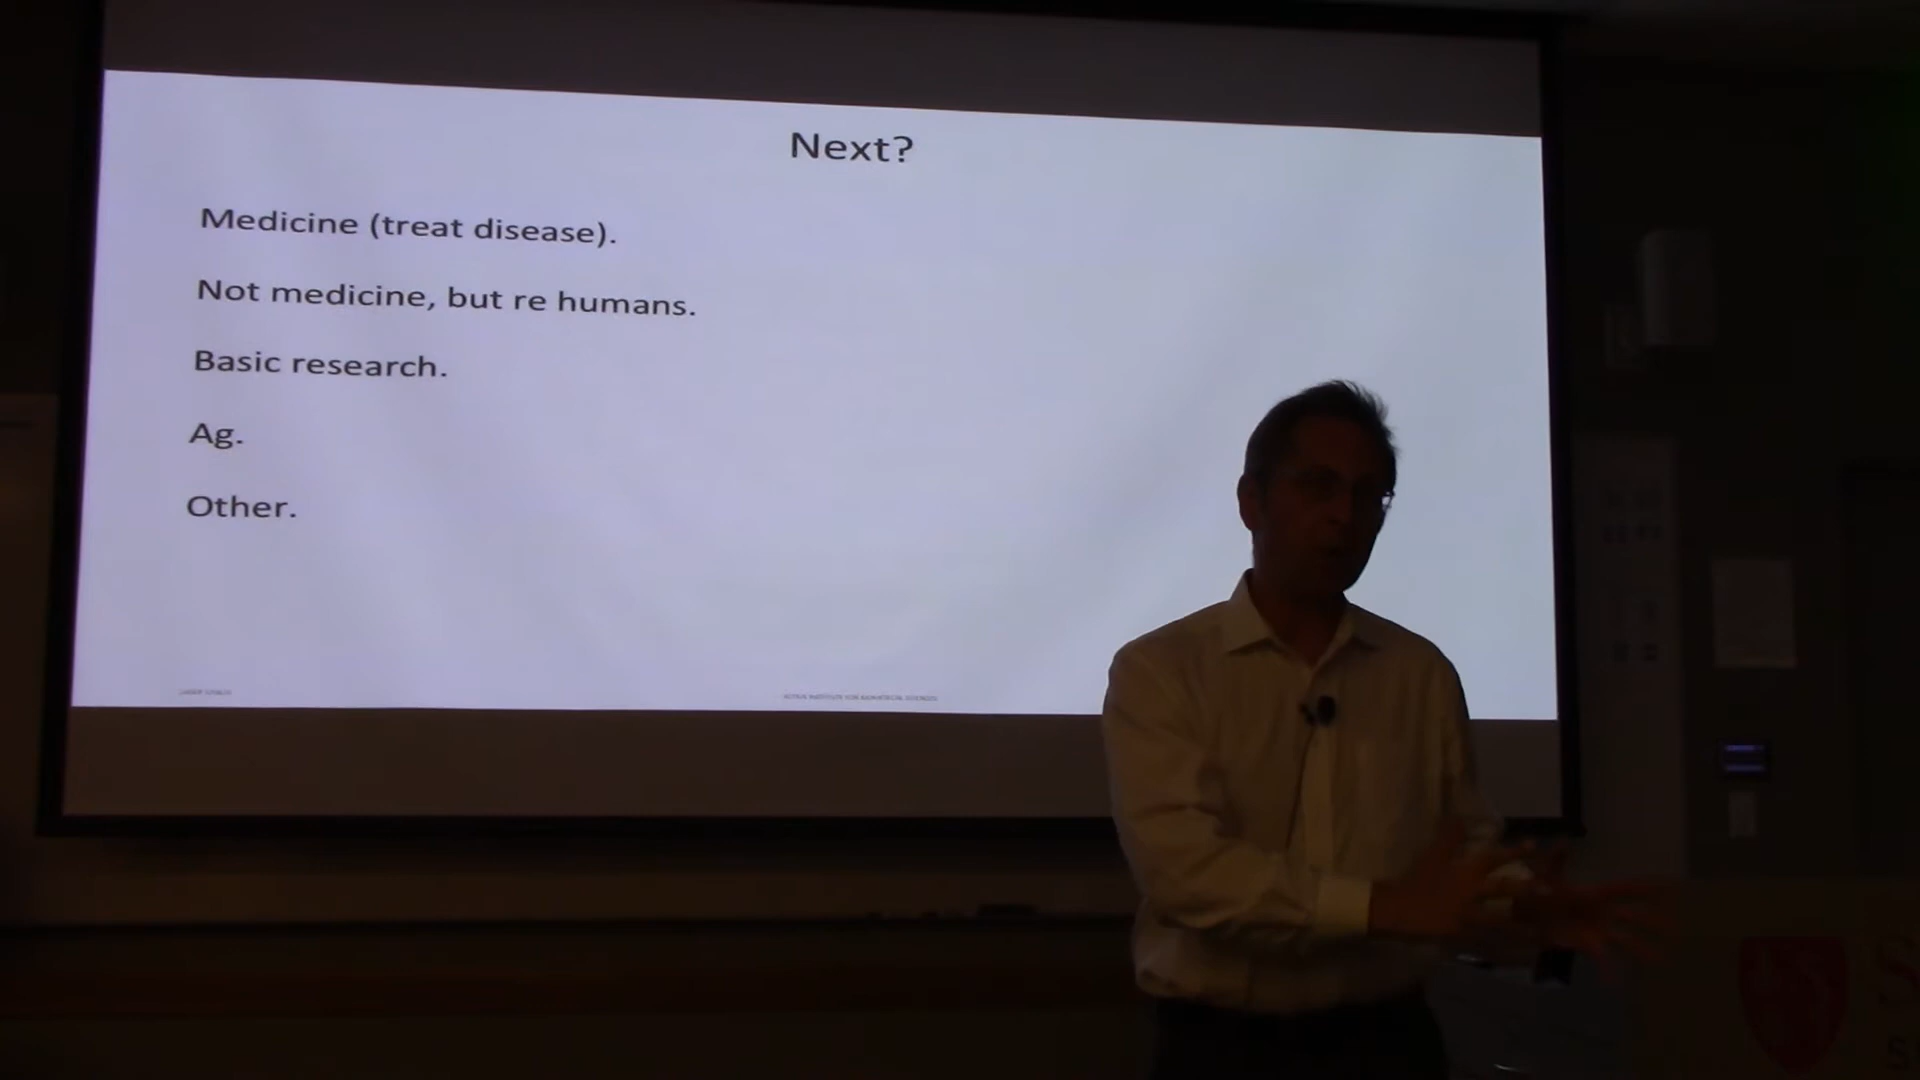 Next?
Medicine (treat disease).
Not medicine, but re humans.
Basic research.
Ag.
Other.